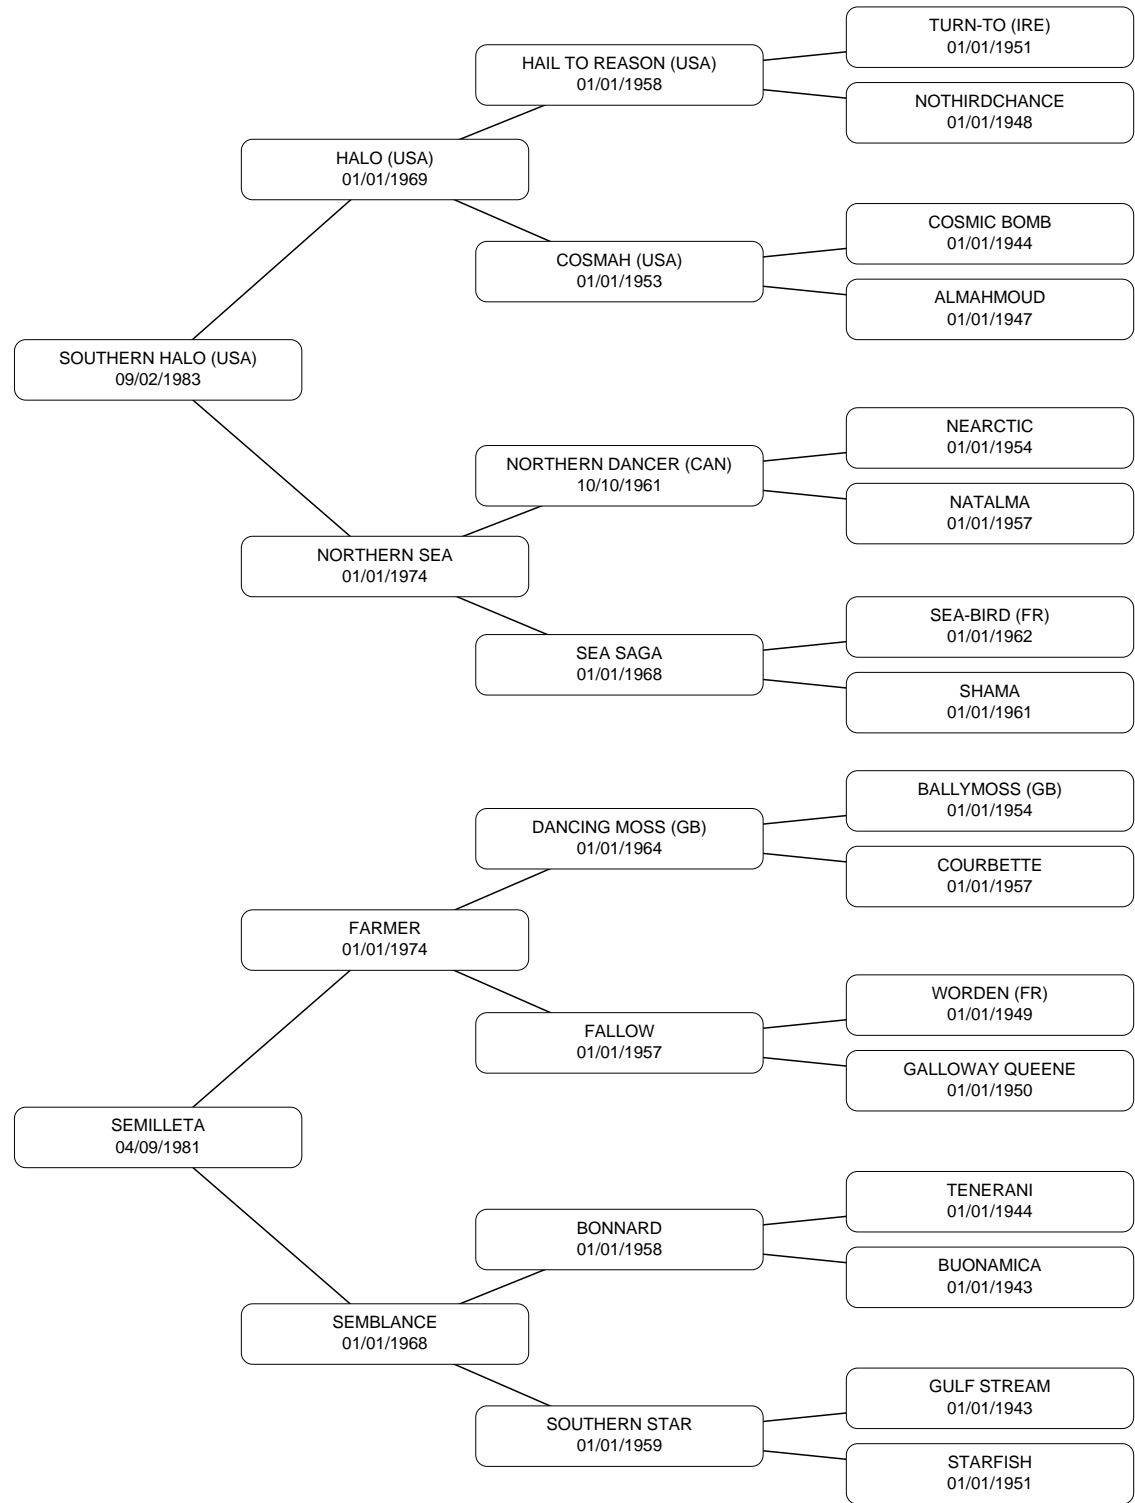 TURN-TO (IRE)
01/01/1951
HAIL TO REASON (USA)
01/01/1958
NOTHIRDCHANCE
01/01/1948
HALO (USA)
01/01/1969
COSMIC BOMB
01/01/1944
COSMAH (USA)
01/01/1953
ALMAHMOUD
01/01/1947
SOUTHERN HALO (USA)
09/02/1983
NEARCTIC
01/01/1954
NORTHERN DANCER (CAN)
10/10/1961
NATALMA
01/01/1957
NORTHERN SEA
01/01/1974
SEA-BIRD (FR)
01/01/1962
SEA SAGA
01/01/1968
SHAMA
01/01/1961
BALLYMOSS (GB)
01/01/1954
DANCING MOSS (GB)
01/01/1964
COURBETTE
01/01/1957
FARMER
01/01/1974
WORDEN (FR)
01/01/1949
FALLOW
01/01/1957
GALLOWAY QUEENE
01/01/1950
SEMILLETA
04/09/1981
TENERANI
01/01/1944
BONNARD
01/01/1958
BUONAMICA
01/01/1943
SEMBLANCE
01/01/1968
GULF STREAM
01/01/1943
SOUTHERN STAR
01/01/1959
STARFISH
01/01/1951